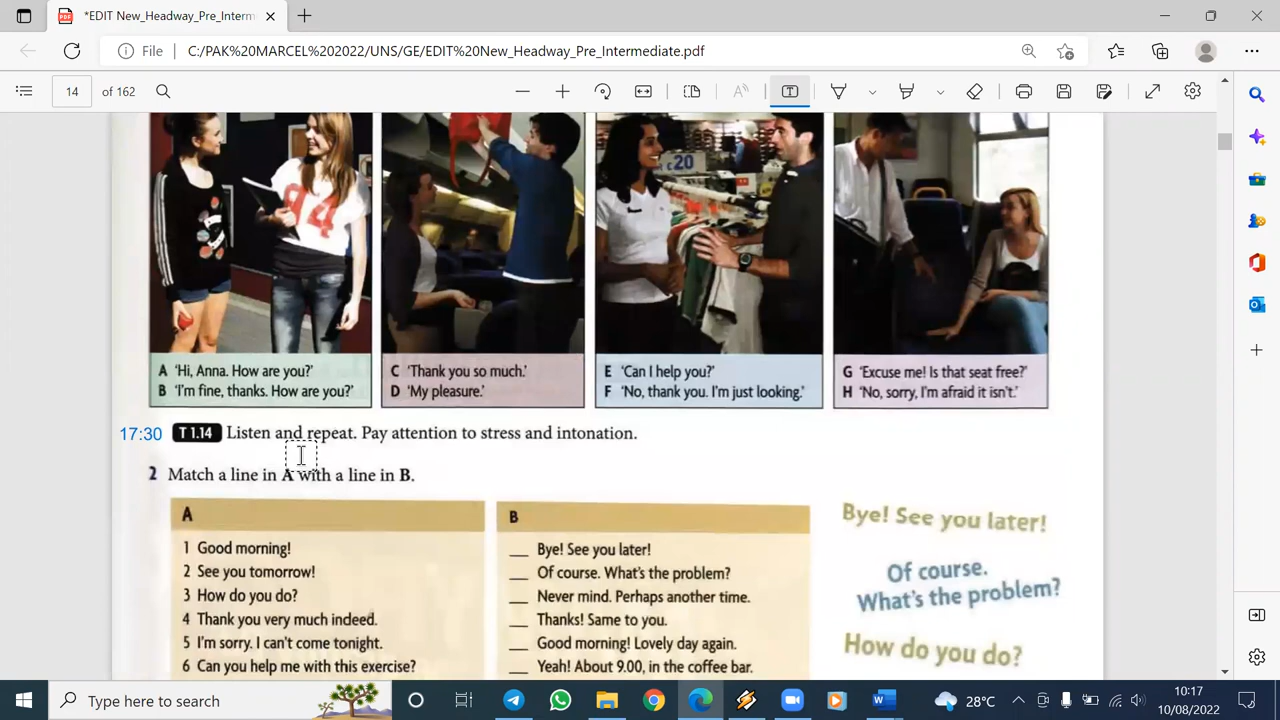 *EDIT New_Headway_Pre_Interm
File C:/PAK%20MARCEL%202022/UNS/GE/EDIT%20New_Headway_Pre_Intermediate.pdf
14 of 162
94
£20
A 'Hi, Anna. How are you?'
B 'I'm fine, thanks. How are you?'
C 'Thank you so much.'
D 'My pleasure.'
E 'Can I help you?'
F 'No, thank you. I'm just looking.'
G 'Excuse me! Is that seat free?'
H 'No, sorry, I'm afraid it isn't.'
17:30 T 1.14 Listen and repeat. Pay attention to stress and intonation.
2 Match a line in A with a line in B.
A
1 Good morning!
2 See you tomorrow!
3 How do you do?
4 Thank you very much indeed.
5 I'm sorry. I can't come tonight.
6 Can you help me with this exercise?
B
___ Bye! See you later!
___ Of course. What's the problem?
___ Never mind. Perhaps another time.
___ Thanks! Same to you.
___ Good morning! Lovely day again.
___ Yeah! About 9.00, in the coffee bar.
Bye! See you later!
Of course.
What's the problem?
How do you do?
Type here to search
28°C
10:17
10/08/2022